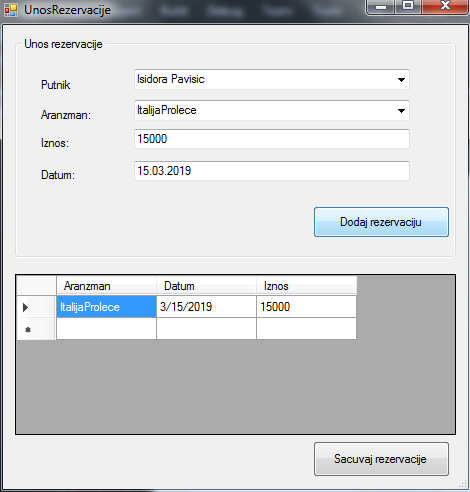 UnosRezervacije
Unos rezervacije
Putnik
Isidora Pavisic
Aranzman:
ItalijaProlece
Iznos:
15000
Datum:
15.03.2019
Dodaj rezervaciju
Aranzman Datum Iznos
ItalijaProlece 3/15/2019 15000
Sacuvaj rezervacije